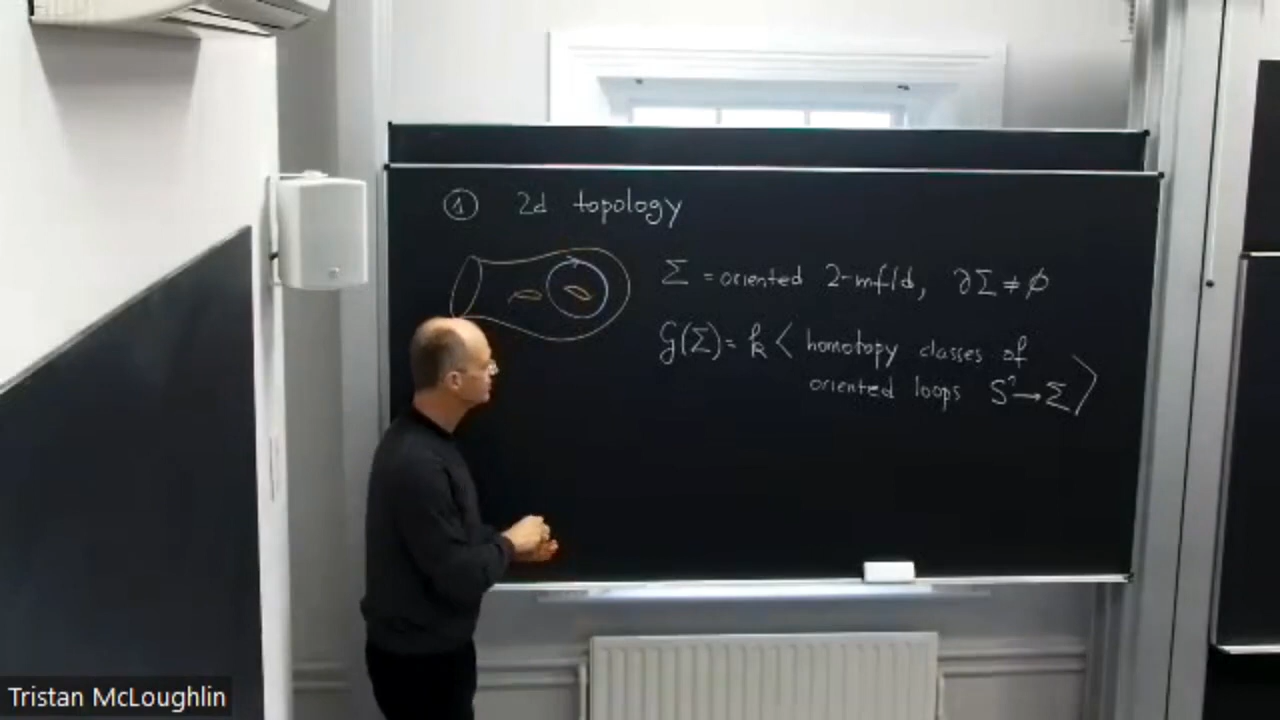 ① 2d topology
Σ = oriented 2-mfld, ∂Σ ≠ ∅
G(Σ) = k < homotopy classes of
oriented loops S¹ → Σ >
Tristan McLoughlin